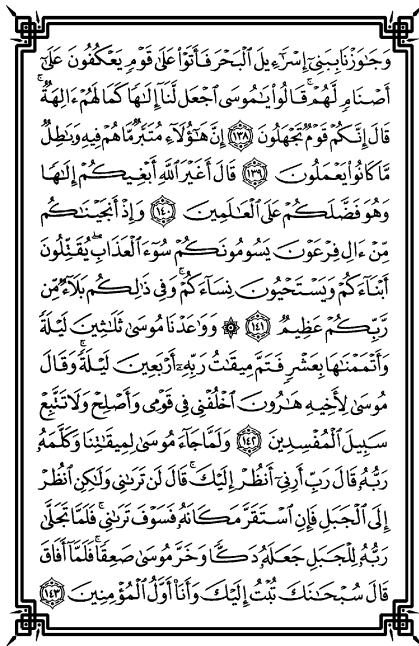 وَجَٰوَزْنَا بِبَنِىٓ إِسْرَٰٓءِيلَ ٱلْبَحْرَ فَأَتَوْا۟ عَلَىٰ قَوْمٍ يَعْكُفُونَ عَلَىٰٓ
أَصْنَامٍ لَّهُمْ ۚ قَالُوا۟ يَٰمُوسَى ٱجْعَل لَّنَآ إِلَٰهًا كَمَا لَهُمْ ءَالِهَةٌ ۚ
قَالَ إِنَّكُمْ قَوْمٌ تَجْهَلُونَ ١٣٨ إِنَّ هَٰٓؤُلَآءِ مُتَبَّرٌ مَّا هُمْ فِيهِ وَبَٰطِلٌ
مَّا كَانُوا۟ يَعْمَلُونَ ١٣٩ قَالَ أَغَيْرَ ٱللَّهِ أَبْغِيكُمْ إِلَٰهًا
وَهُوَ فَضَّلَكُمْ عَلَى ٱلْعَٰلَمِينَ ١٤٠ وَإِذْ أَنجَيْنَٰكُم
مِّنْ ءَالِ فِرْعَوْنَ يَسُومُونَكُمْ سُوٓءَ ٱلْعَذَابِ ۖ يُقَتِّلُونَ
أَبْنَآءَكُمْ وَيَسْتَحْيُونَ نِسَآءَكُمْ ۚ وَفِى ذَٰلِكُم بَلَآءٌ مِّن
رَّبِّكُمْ عَظِيمٌ ١٤١ ۞ وَوَٰعَدْنَا مُوسَىٰ ثَلَٰثِينَ لَيْلَةً
وَأَتْمَمْنَٰهَا بِعَشْرٍ فَتَمَّ مِيقَٰتُ رَبِّهِۦٓ أَرْبَعِينَ لَيْلَةً ۚ وَقَالَ
مُوسَىٰ لِأَخِيهِ هَٰرُونَ ٱخْلُفْنِى فِى قَوْمِى وَأَصْلِحْ وَلَا تَتَّبِعْ
سَبِيلَ ٱلْمُفْسِدِينَ ١٤٢ وَلَمَّا جَآءَ مُوسَىٰ لِمِيقَٰتِنَا وَكَلَّمَهُۥ
رَبُّهُۥ قَالَ رَبِّ أَرِنِىٓ أَنظُرْ إِلَيْكَ ۚ قَالَ لَن تَرَىٰنِى وَلَٰكِنِ ٱنظُرْ
إِلَى ٱلْجَبَلِ فَإِنِ ٱسْتَقَرَّ مَكَانَهُۥ فَسَوْفَ تَرَىٰنِى ۚ فَلَمَّا تَجَلَّىٰ
رَبُّهُۥ لِلْجَبَلِ جَعَلَهُۥ دَكًّا وَخَرَّ مُوسَىٰ صَعِقًا ۚ فَلَمَّآ أَفَاقَ
قَالَ سُبْحَٰنَكَ تُبْتُ إِلَيْكَ وَأَنَا۠ أَوَّلُ ٱلْمُؤْمِنِينَ ١٤٣